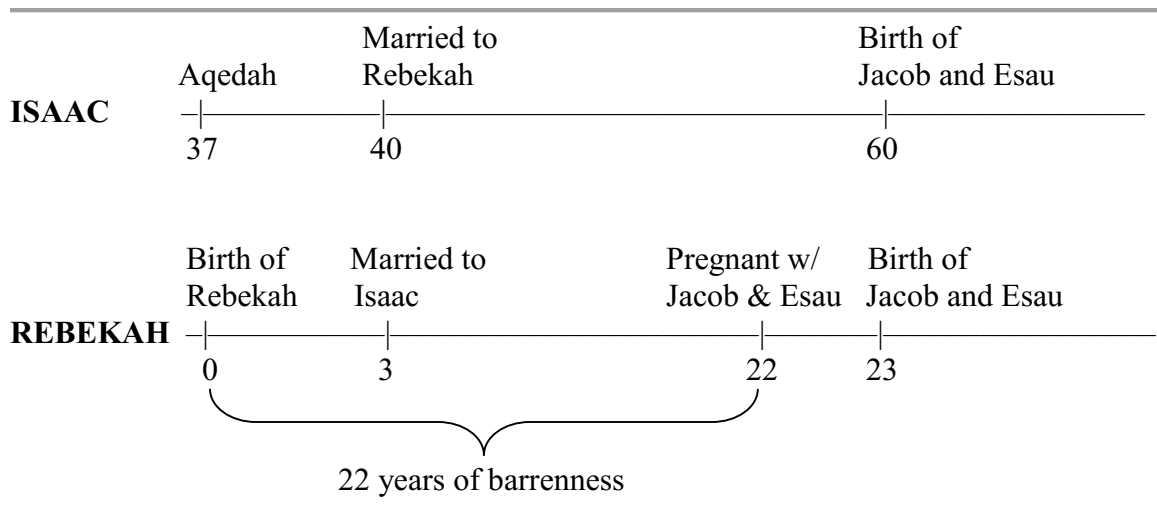 Married to Birth of
Aqedah Rebekah Jacob and Esau
ISAAC
37 40 60
Birth of Married to Pregnant w/ Birth of
Rebekah Isaac Jacob & Esau Jacob and Esau
REBEKAH
0 3 22 23
22 years of barrenness